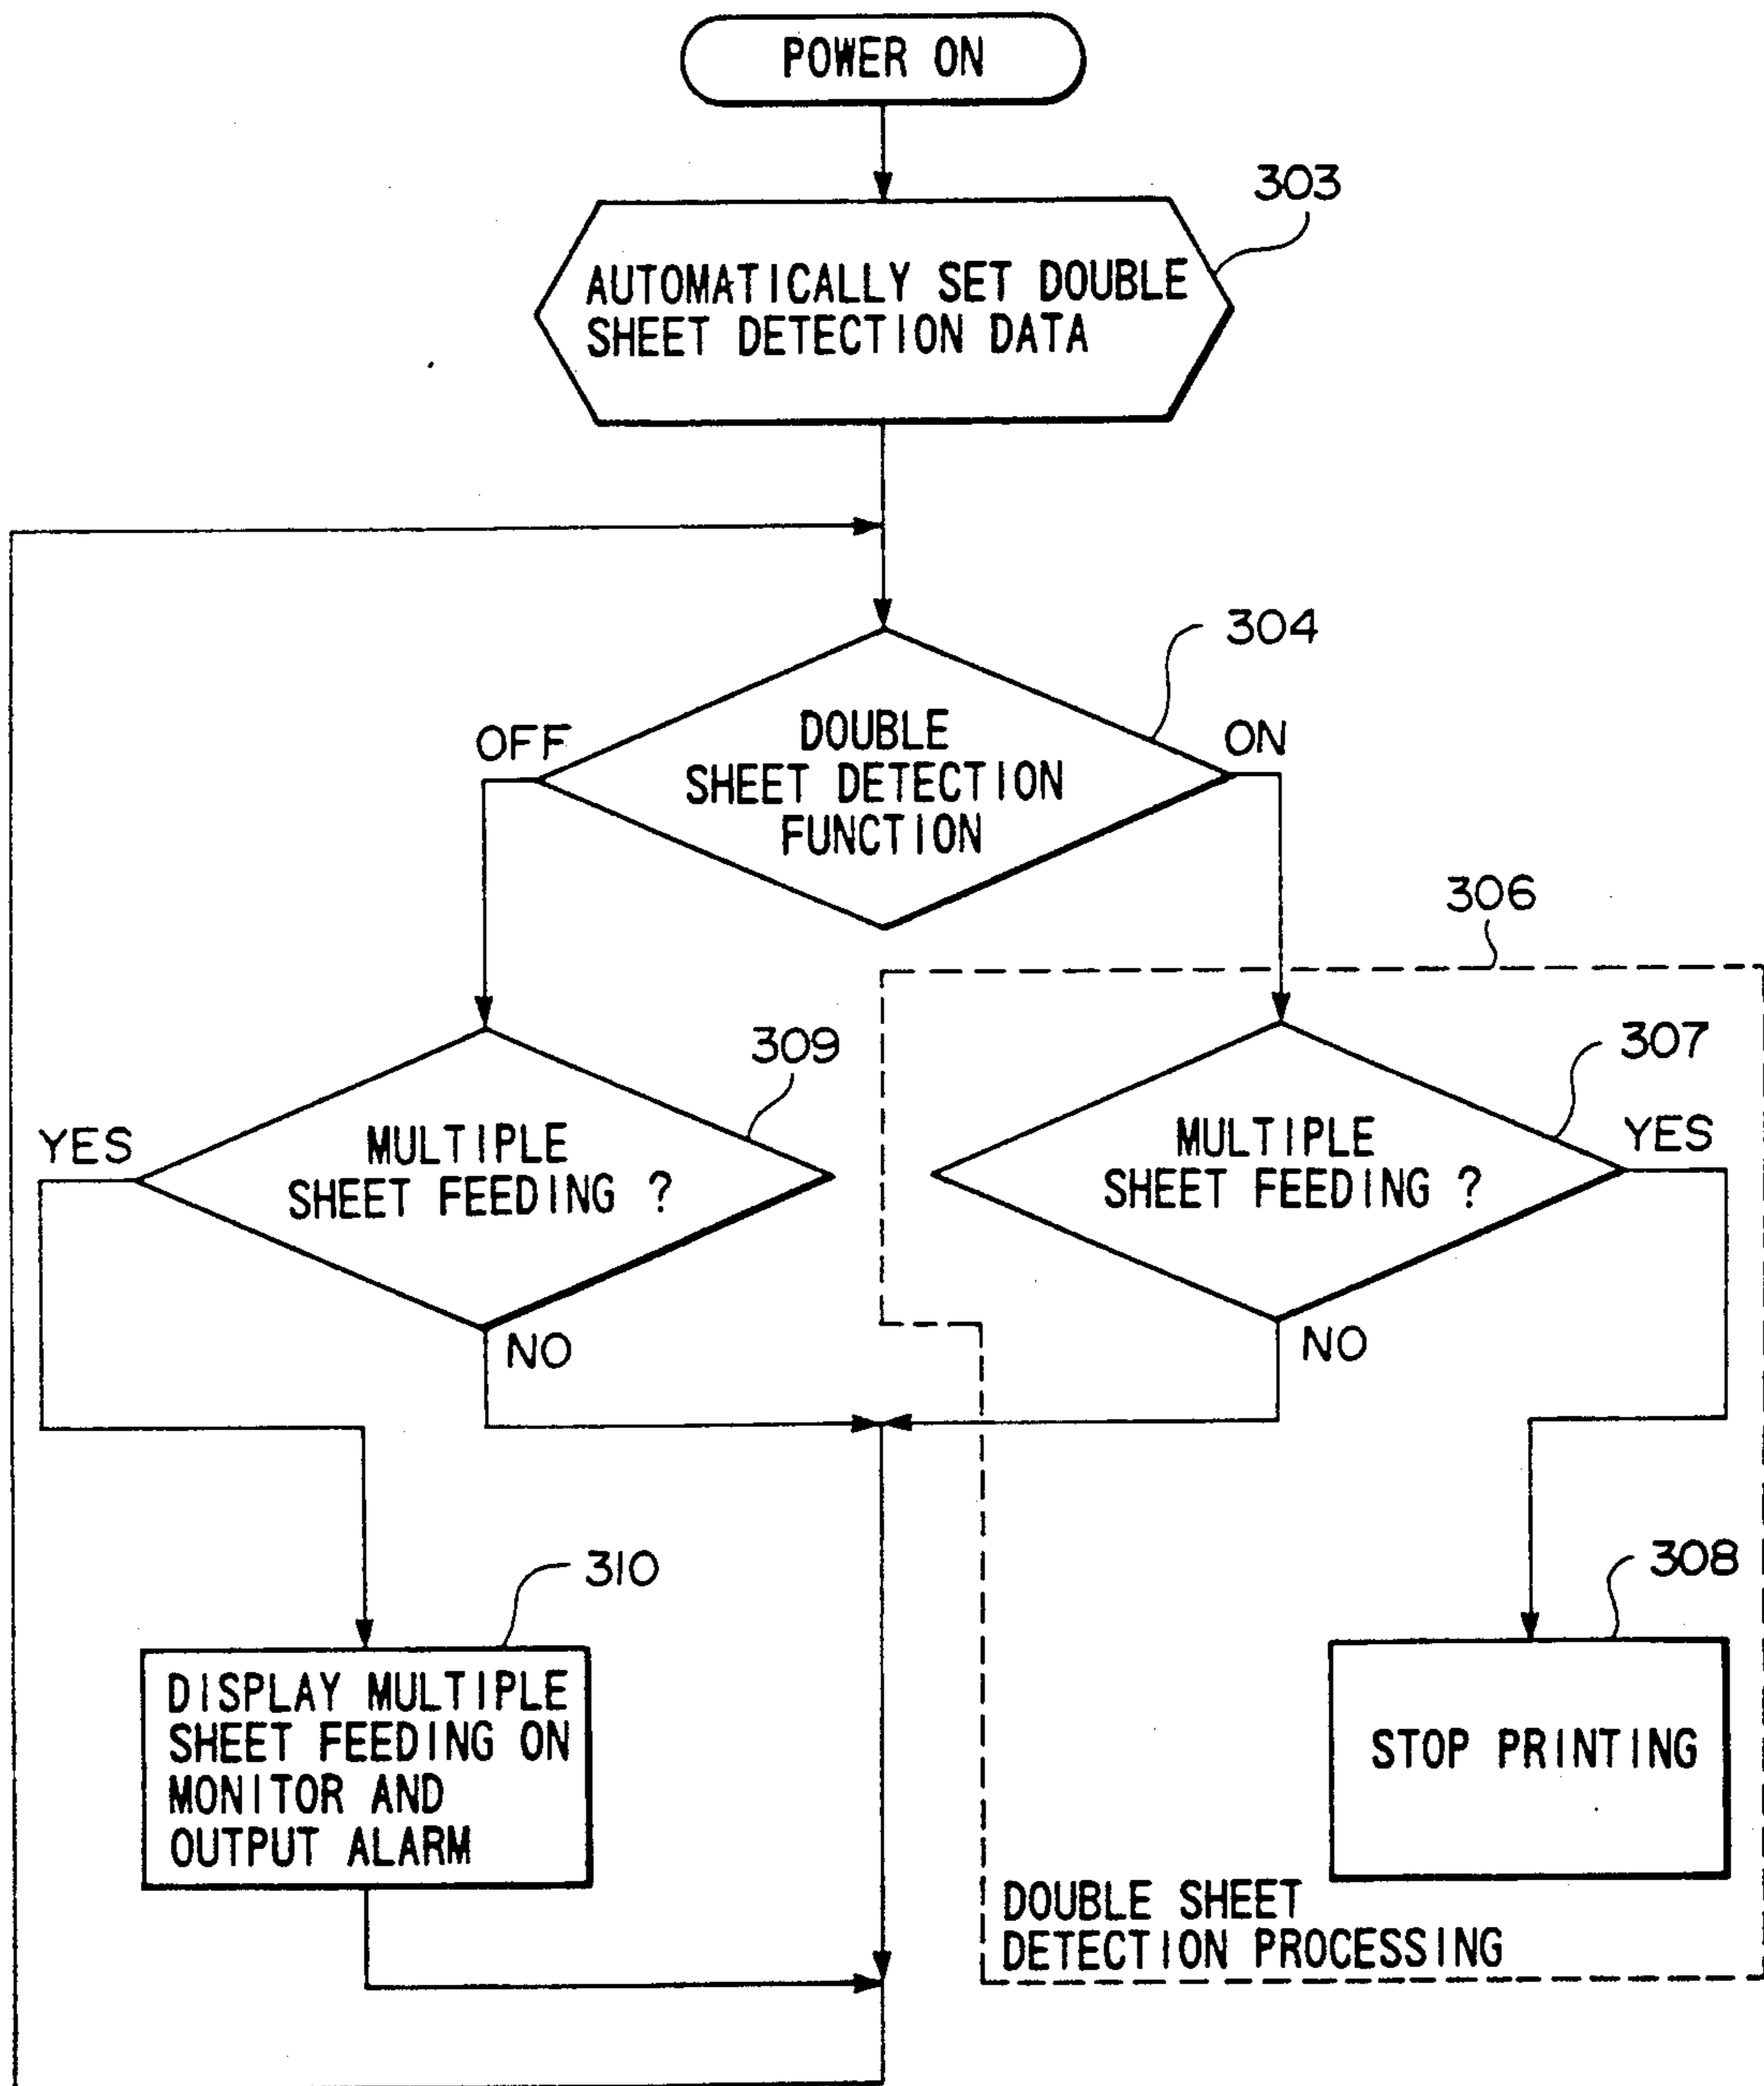 POWER ON
303
AUTOMATICALLY SET DOUBLE
SHEET DETECTION DATA
304
OFF
DOUBLE
SHEET DETECTION
FUNCTION
ON
306
309
307
YES
MULTIPLE
SHEET FEEDING ?
NO
MULTIPLE
SHEET FEEDING ?
YES
NO
310
308
DISPLAY MULTIPLE
SHEET FEEDING ON
MONITOR AND
OUTPUT ALARM
STOP PRINTING
DOUBLE SHEET
DETECTION PROCESSING